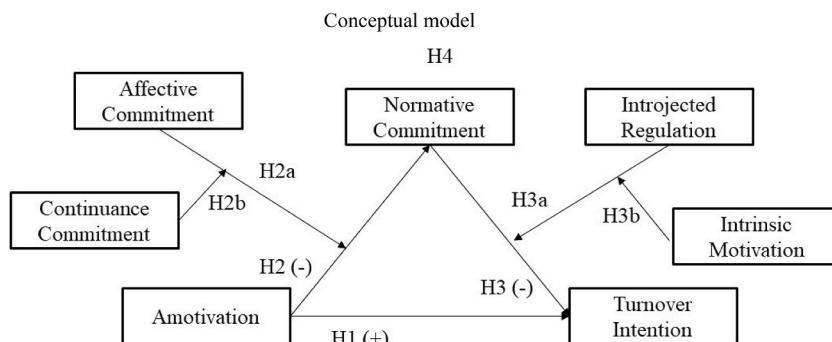 Conceptual model
H4
Affective
Commitment
Normative
Commitment
Introjected
Regulation
H2a
H2b
H3a
H3b
Continuance
Commitment
Intrinsic
Motivation
H2 (-)
H3 (-)
Amotivation
H1 (+)
Turnover
Intention